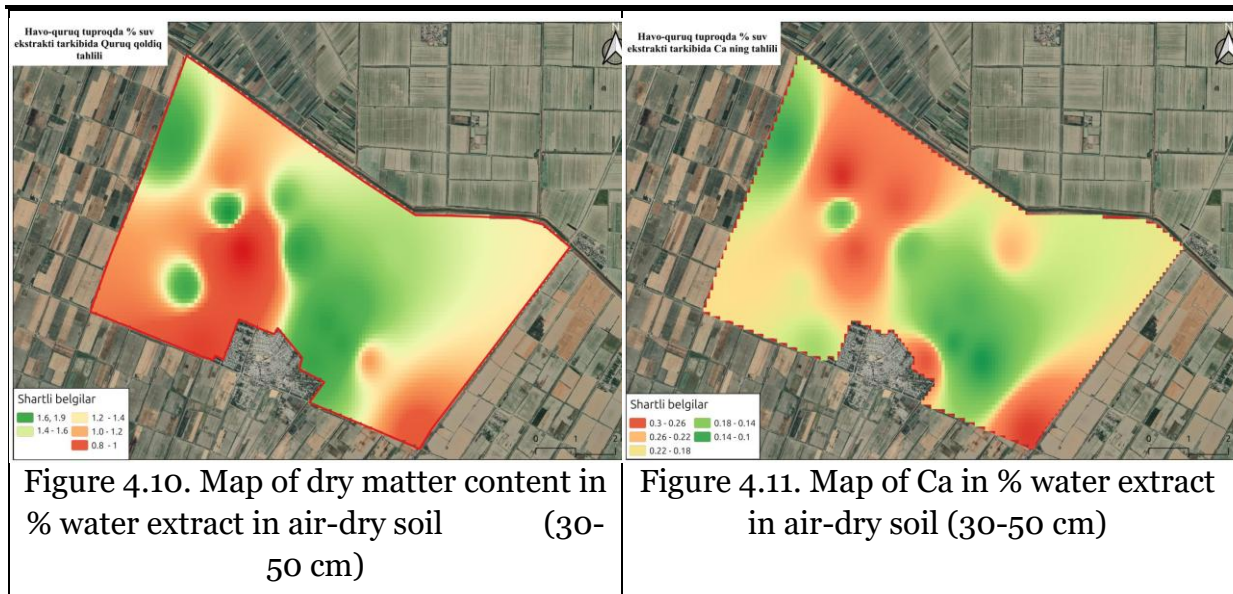 Havo-quruq tuproqda % suv
ekstrakti tarkibida Quruq qoldiq
tahlili
Shartli belgilar
1.6, 1.9
1.2 - 1.4
1.4 - 1.6
1.0 - 1.2
0.8 - 1
0 1 2
Havo-quruq tuproqda % suv
ekstrakti tarkibida Ca ning tahlili
Shartli belgilar
0.3 - 0.26
0.18 - 0.14
0.26 - 0.22
0.14 - 0.1
0.22 - 0.18
0 1 2
Figure 4.10. Map of dry matter content in
% water extract in air-dry soil (30-
50 cm)
Figure 4.11. Map of Ca in % water extract
in air-dry soil (30-50 cm)